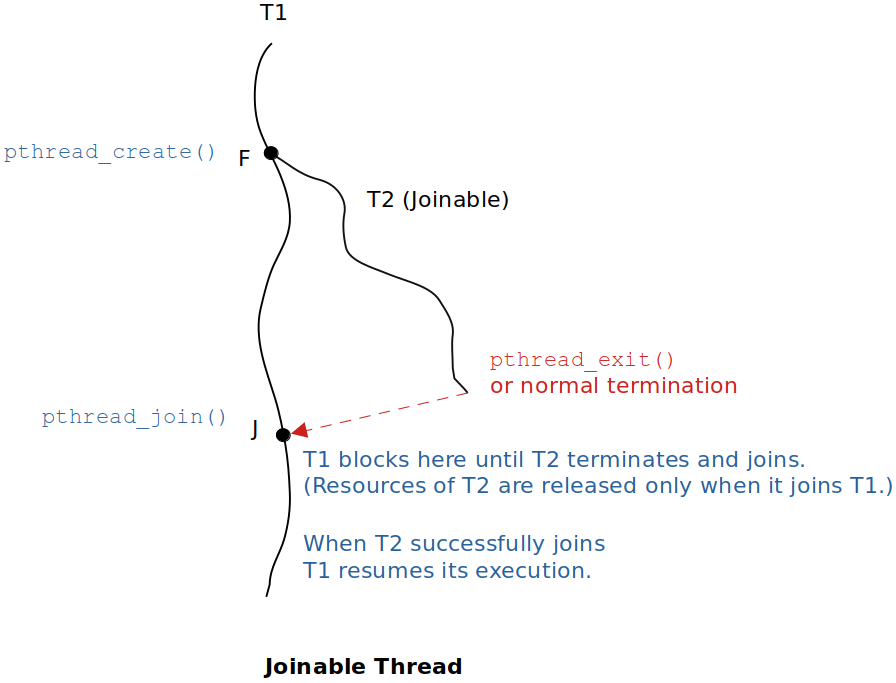 T1
pthread_create()
F
T2 (Joinable)
pthread_exit()
or normal termination
pthread_join()
J
T1 blocks here until T2 terminates and joins.
(Resources of T2 are released only when it joins T1.)
When T2 successfully joins
T1 resumes its execution.
Joinable Thread